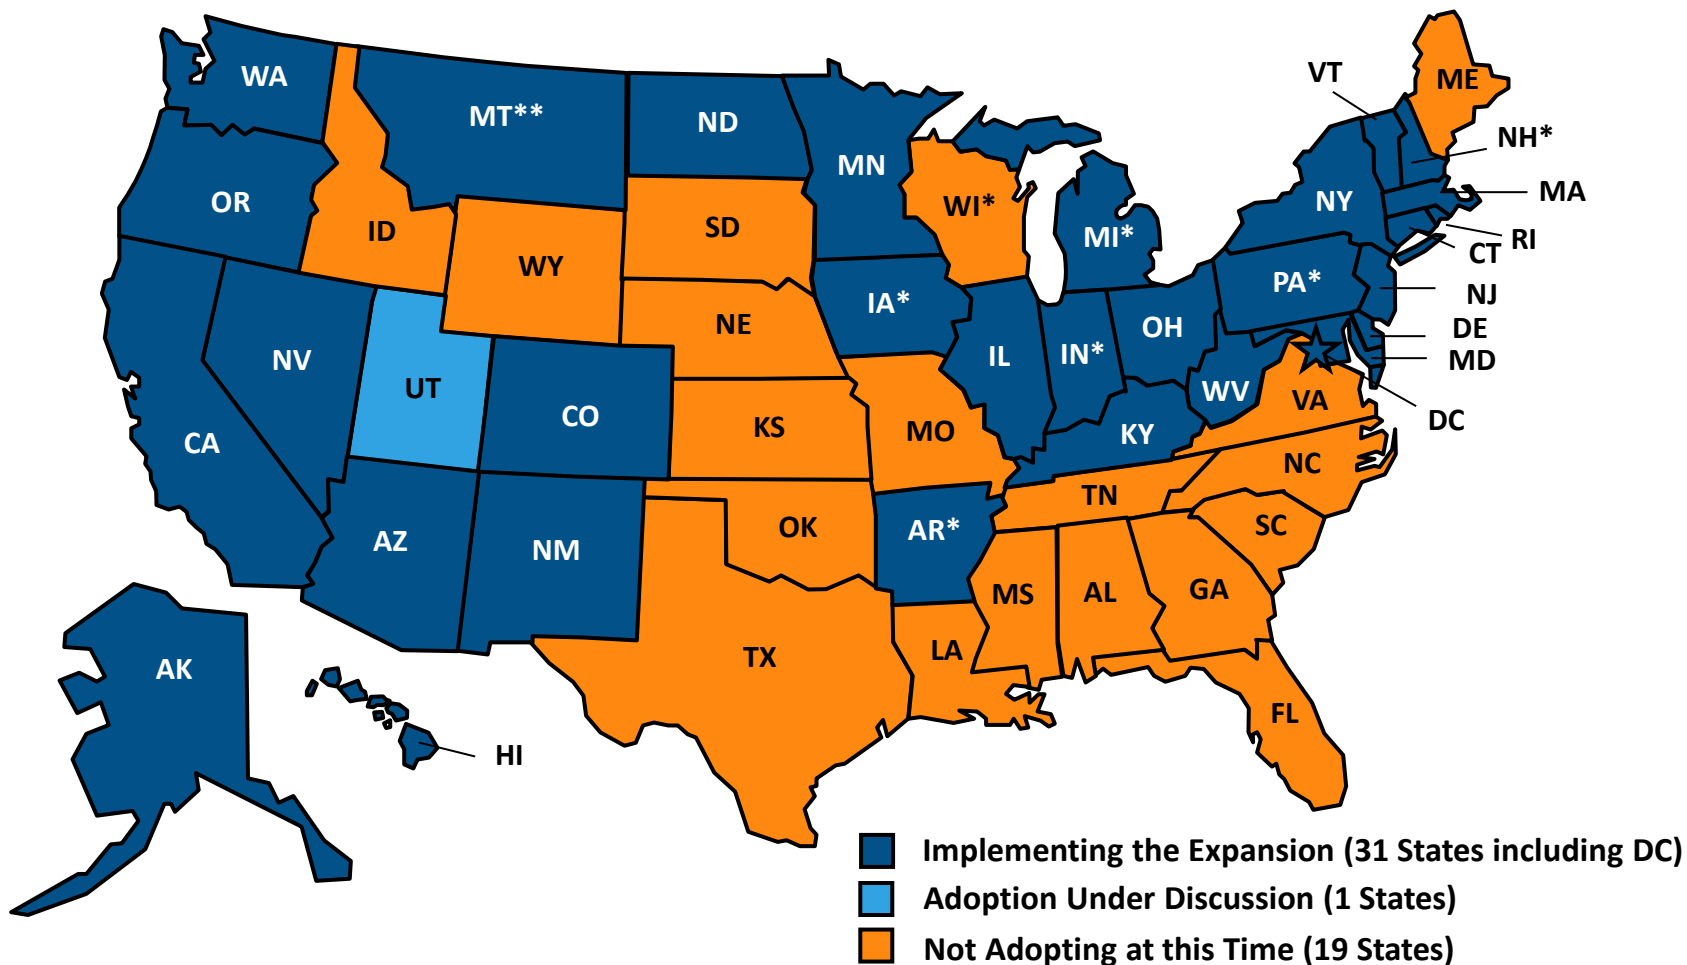 WA
MT**
ND
MN
VT
ME
NH*
MA
OR
ID
WY
SD
WI*
MI*
NY
RI
CT
NJ
PA*
NE
IA*
IL
IN*
OH
DE
MD
NV
UT
CO
KS
MO
KY
WV
VA
DC
CA
AZ
NM
OK
AR*
TN
NC
SC
MS
AL
GA
TX
LA
FL
AK
HI
Implementing the Expansion (31 States including DC)
Adoption Under Discussion (1 States)
Not Adopting at this Time (19 States)